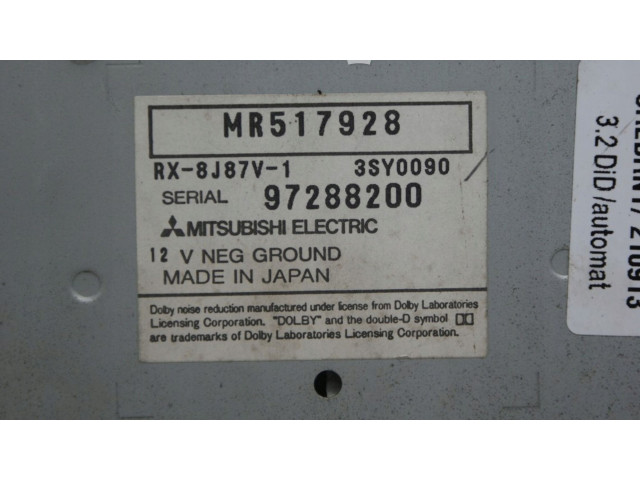 MR517928
RX-8J87V-1 3SY0090
SERIAL 97288200
MITSUBISHI ELECTRIC
12 V NEG GROUND
MADE IN JAPAN
Dolby noise reduction manufactured under license from Dolby Laboratories
Licensing Corporation. "DOLBY" and the double-D symbol
are trademarks of Dolby Laboratories Licensing Corporation.
3.2 DiD /automat